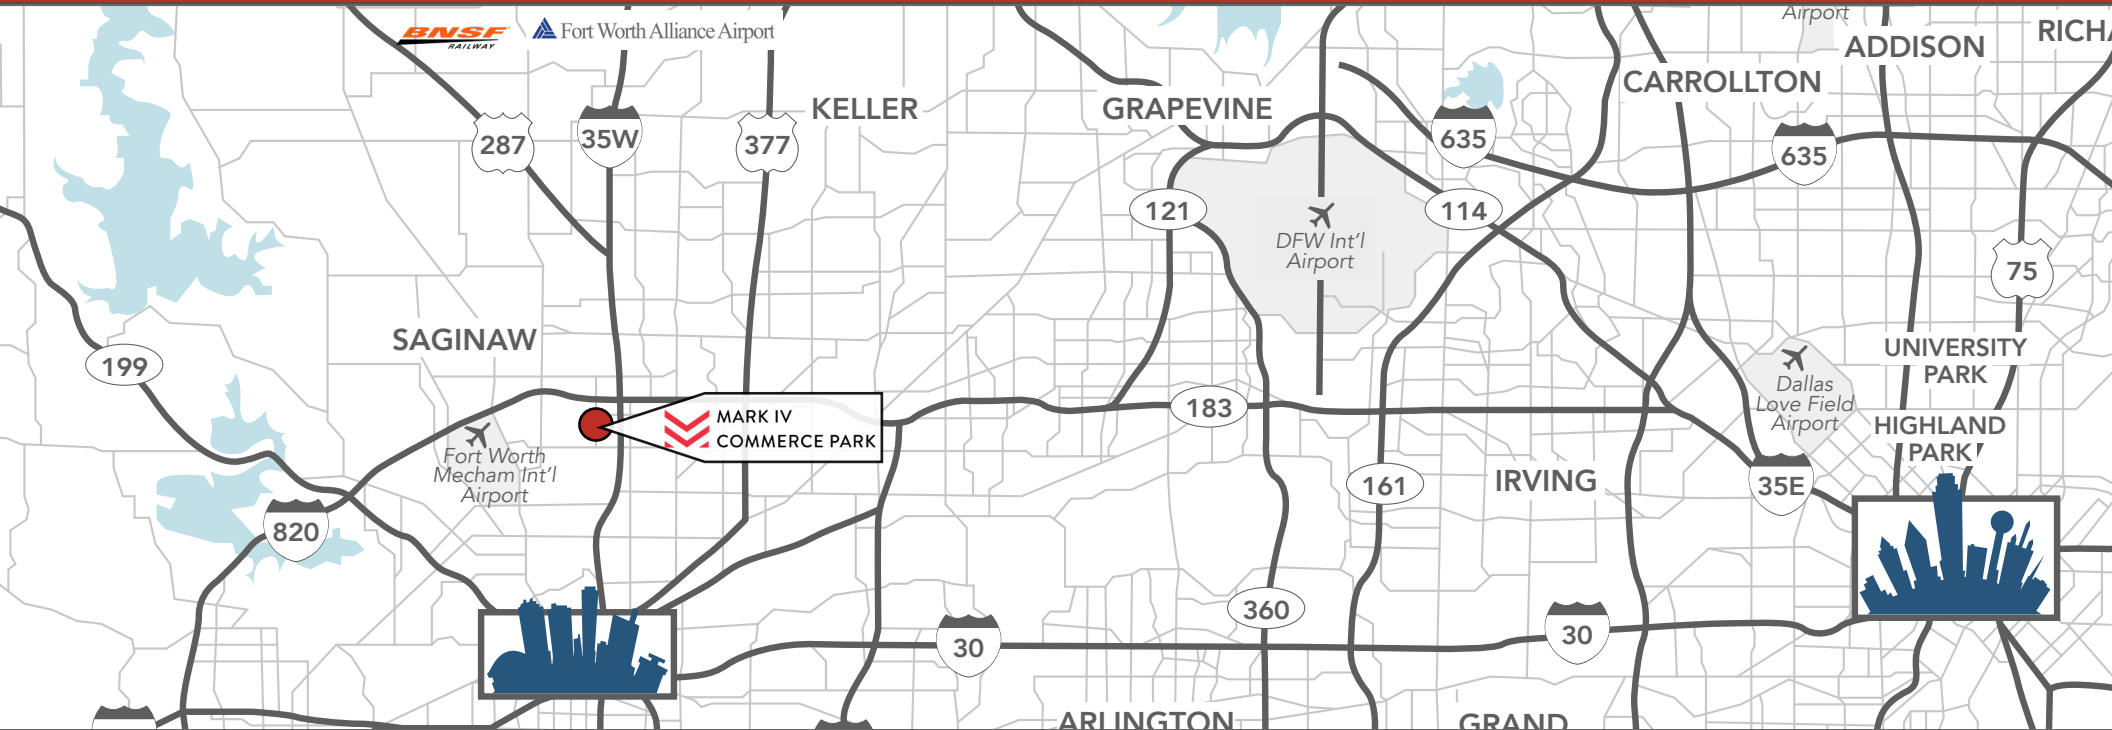 Airport
BNSF
RAILWAY
Fort Worth Alliance Airport
ADDISON
CARROLLTON
KELLER
GRAPEVINE
287
35W
377
635
635
121
114
DFW Int'l
Airport
75
SAGINAW
199
UNIVERSITY
PARK
Dallas
Love Field
Airport
183
MARK IV
COMMERCE PARK
HIGHLAND
PARK
Fort Worth
Mecham Int'l
Airport
161
IRVING
35E
820
360
30
30
ARLINGTON
GRAND